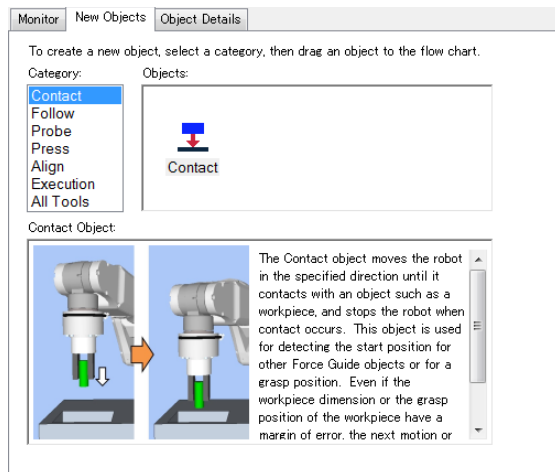 Monitor New Objects Object Details
To create a new object, select a category, then drag an object to the flow chart.
Category: Objects:
Contact
Follow
Probe
Press
Align
Execution
All Tools
Contact
Contact Object:
The Contact object moves the robot
in the specified direction until it
contacts with an object such as a
workpiece, and stops the robot when
contact occurs. This object is used
for detecting the start position for
other Force Guide objects or for a
grasp position. Even if the
workpiece dimension or the grasp
position of the workpiece have a
margin of error, the next motion or